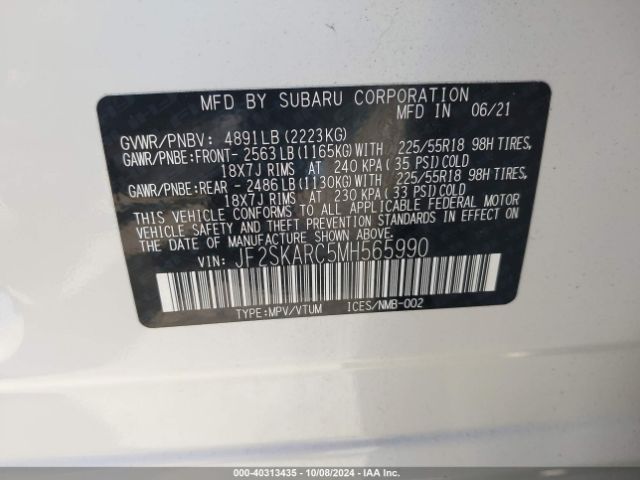 MFD BY SUBARU CORPORATION
MFD IN 06/21
GVWR/PNBV: 4891LB(2223KG)
GAWR/PNBE:FRONT- 2563LB(1165KG)WITH 225/55R18 98H TIRES,
18X7J RIMS AT 240 KPA(35 PSI)COLD
GAWR/PNBE:REAR - 2486LB(1130KG)WITH 225/55R18 98H TIRES,
18X7J RIMS AT 230 KPA(33 PSI)COLD
THIS VEHICLE CONFORMS TO ALL APPLICABLE FEDERAL MOTOR
VEHICLE SAFETY AND THEFT PREVENTION STANDARDS IN EFFECT
ON THE DATE OF MANUFACTURE SHOWN ABOVE.
VIN: JF2SKARC5MH565990
TYPE:MPV/VTUM ICES/NMB-002
000-40313435 - 10/08/2024 - IAA Inc.